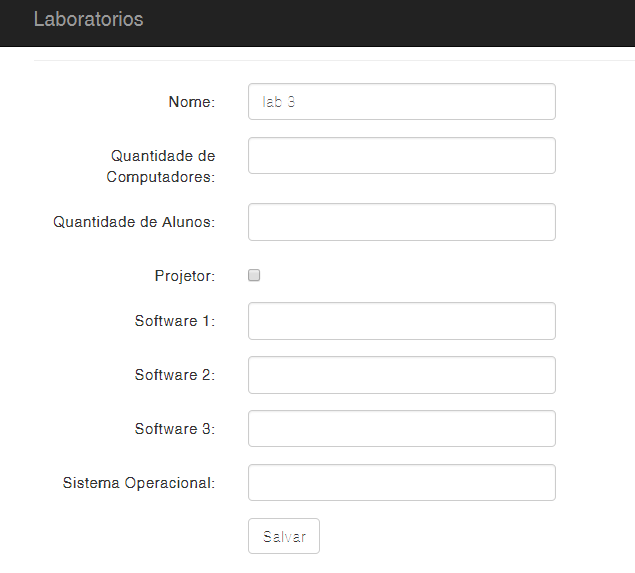 Laboratorios
Nome:
lab 3
Quantidade de
Computadores:
Quantidade de Alunos:
Projetor:
Software 1:
Software 2:
Software 3:
Sistema Operacional:
Salvar